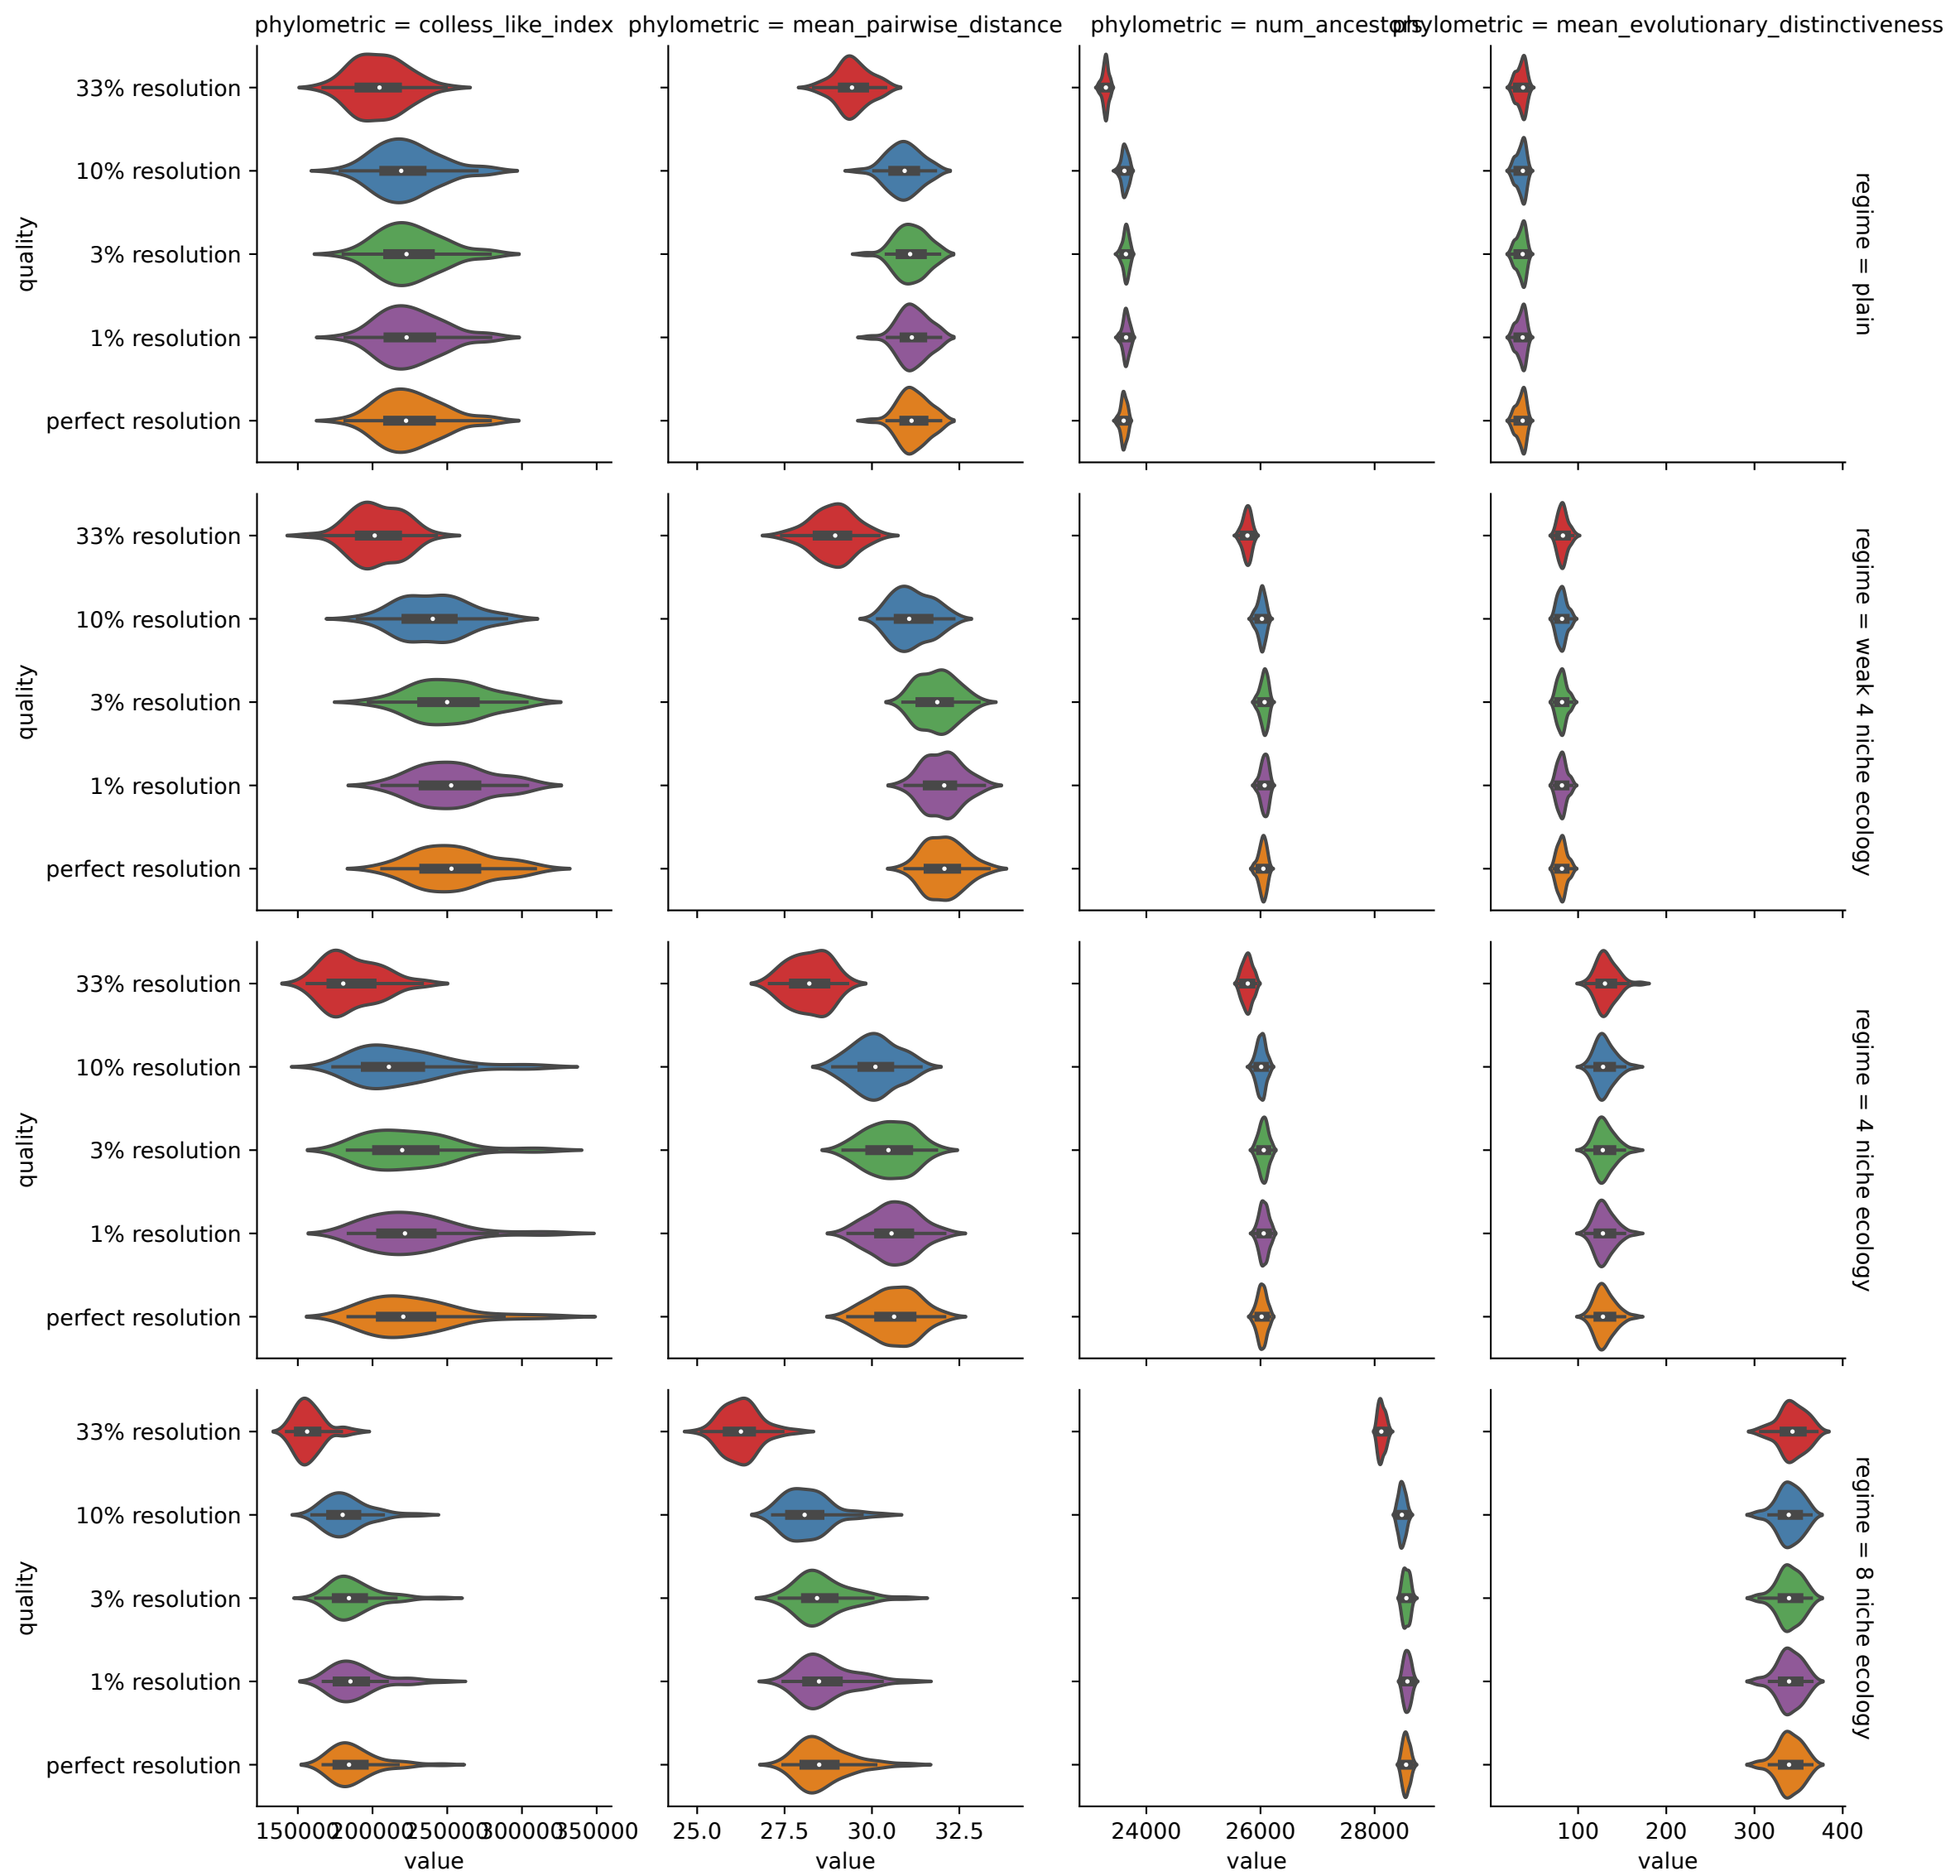 phylometric = colless_like_index
phylometric = mean_pairwise_distance
phylometric = num_ancestors
phylometric = mean_evolutionary_distinctiveness
quality
33% resolution
10% resolution
3% resolution
1% resolution
perfect resolution
regime = plain
quality
33% resolution
10% resolution
3% resolution
1% resolution
perfect resolution
regime = weak 4 niche ecology
quality
33% resolution
10% resolution
3% resolution
1% resolution
perfect resolution
regime = 4 niche ecology
quality
33% resolution
10% resolution
3% resolution
1% resolution
perfect resolution
regime = 8 niche ecology
150000 200000 250000 300000 350000
value
25.0 27.5 30.0 32.5
value
24000 26000 28000
value
100 200 300 400
value